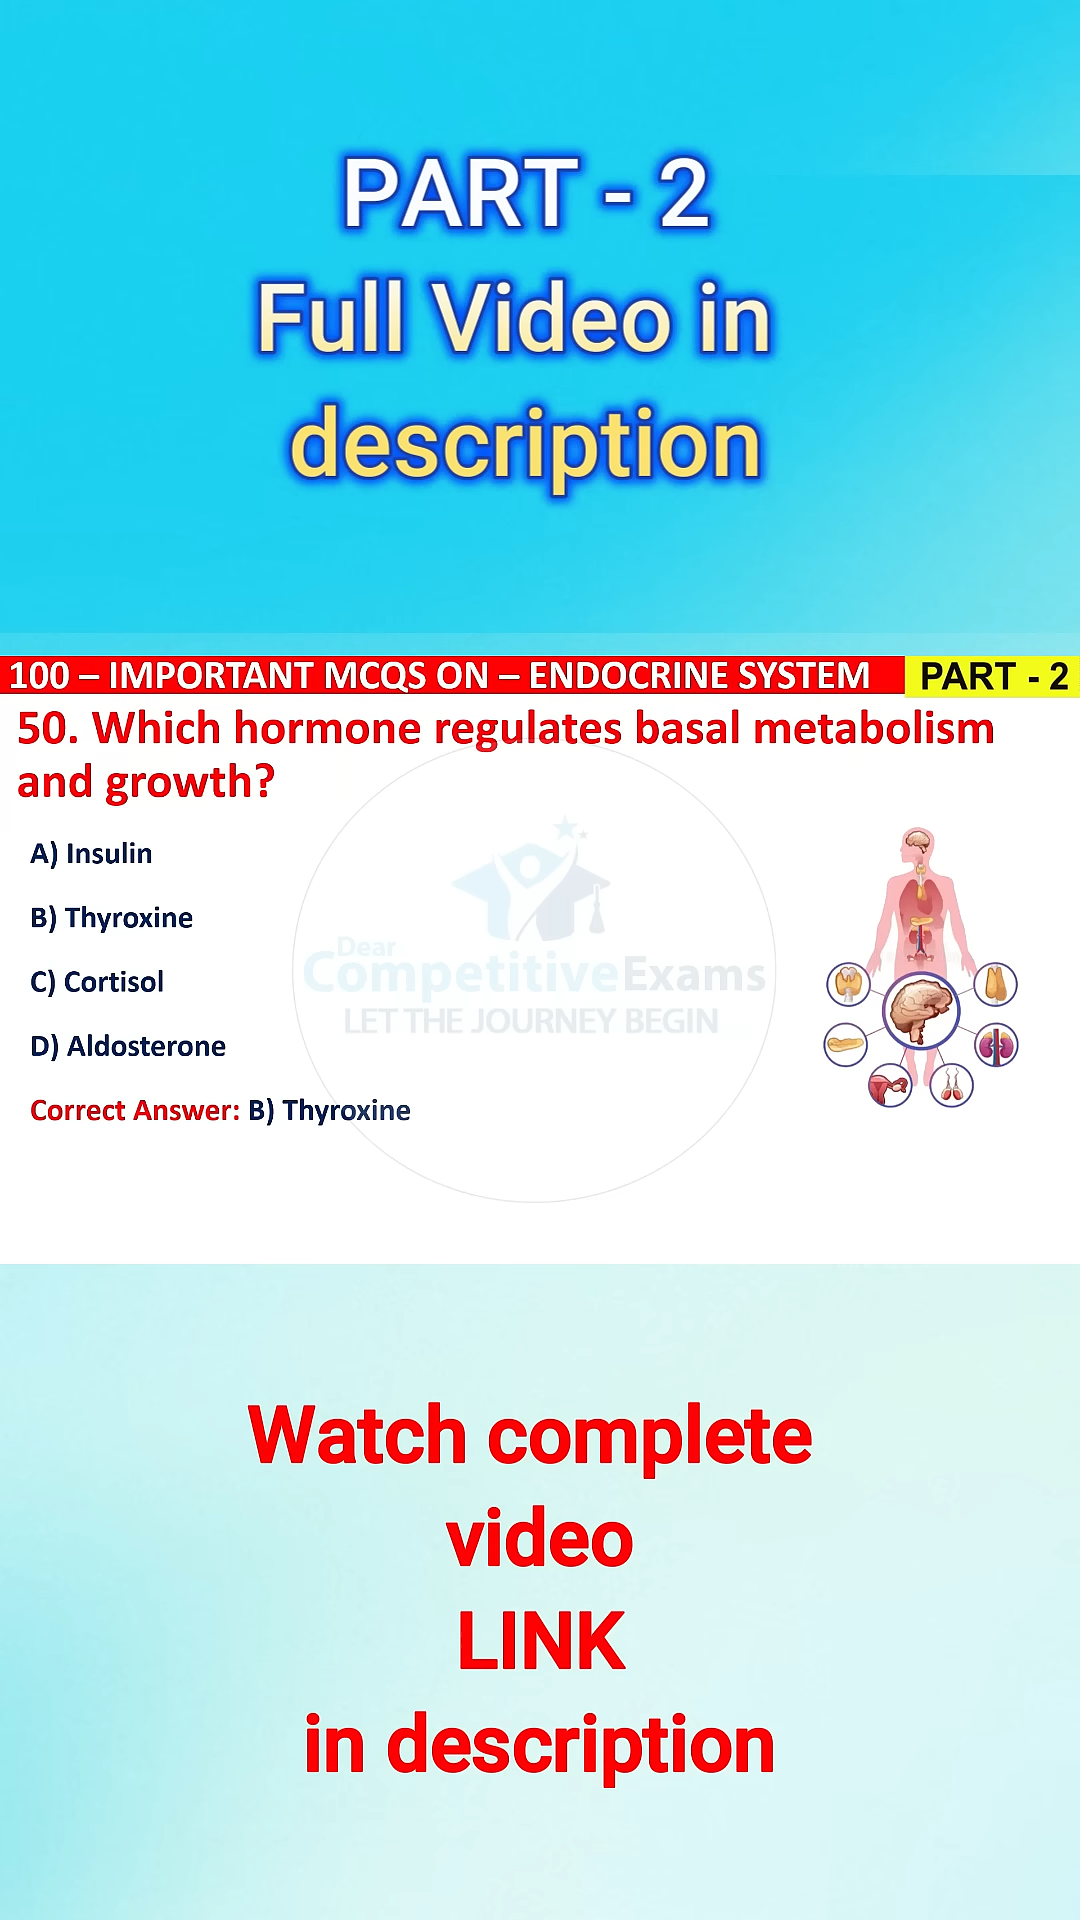 PART - 2
Full Video in
description
100 – IMPORTANT MCQS ON – ENDOCRINE SYSTEM PART - 2
50. Which hormone regulates basal metabolism
and growth?
A) Insulin
B) Thyroxine
C) Cortisol
D) Aldosterone
Correct Answer: B) Thyroxine
Dear
CompetitiveExams
LET THE JOURNEY BEGIN
Watch complete
video
LINK
in description